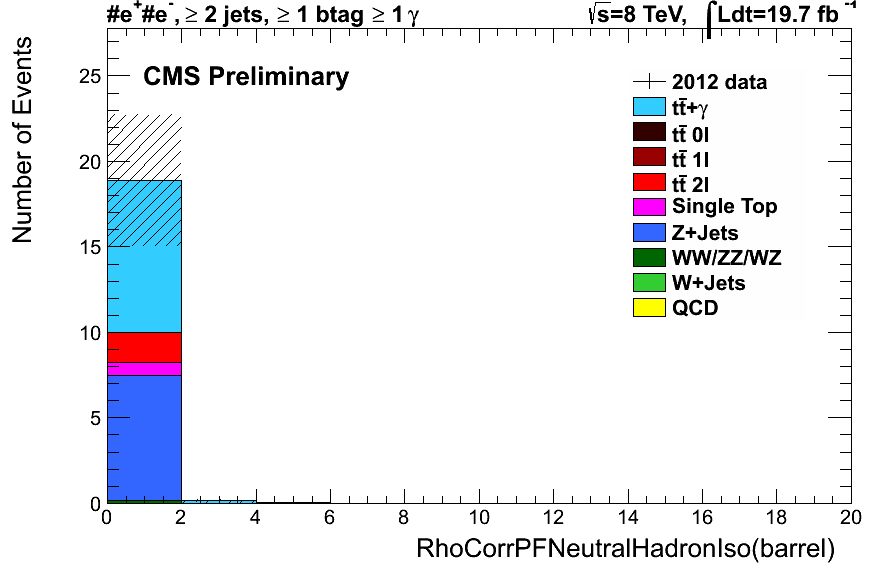 #e+#e-, ≥ 2 jets, ≥ 1 btag ≥ 1 γ
√s=8 TeV, ∫Ldt=19.7 fb-1
CMS Preliminary
2012 data
tt̄+γ
tt̄ 0l
tt̄ 1l
tt̄ 2l
Single Top
Z+Jets
WW/ZZ/WZ
W+Jets
QCD
Number of Events
25
20
15
10
5
0
0 2 4 6 8 10 12 14 16 18 20
RhoCorrPFNeutralHadronIso(barrel)